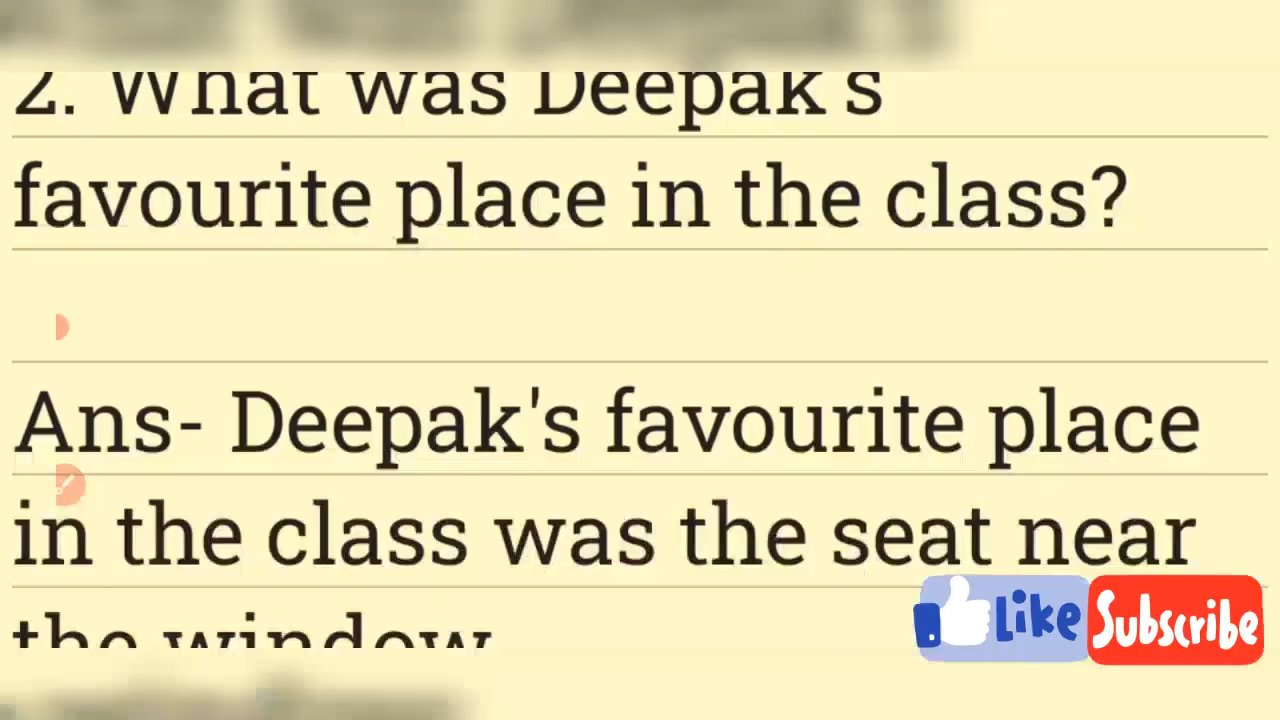 2. What was Deepak's
favourite place in the class?
Ans- Deepak's favourite place
in the class was the seat near
the window
Like Subscribe